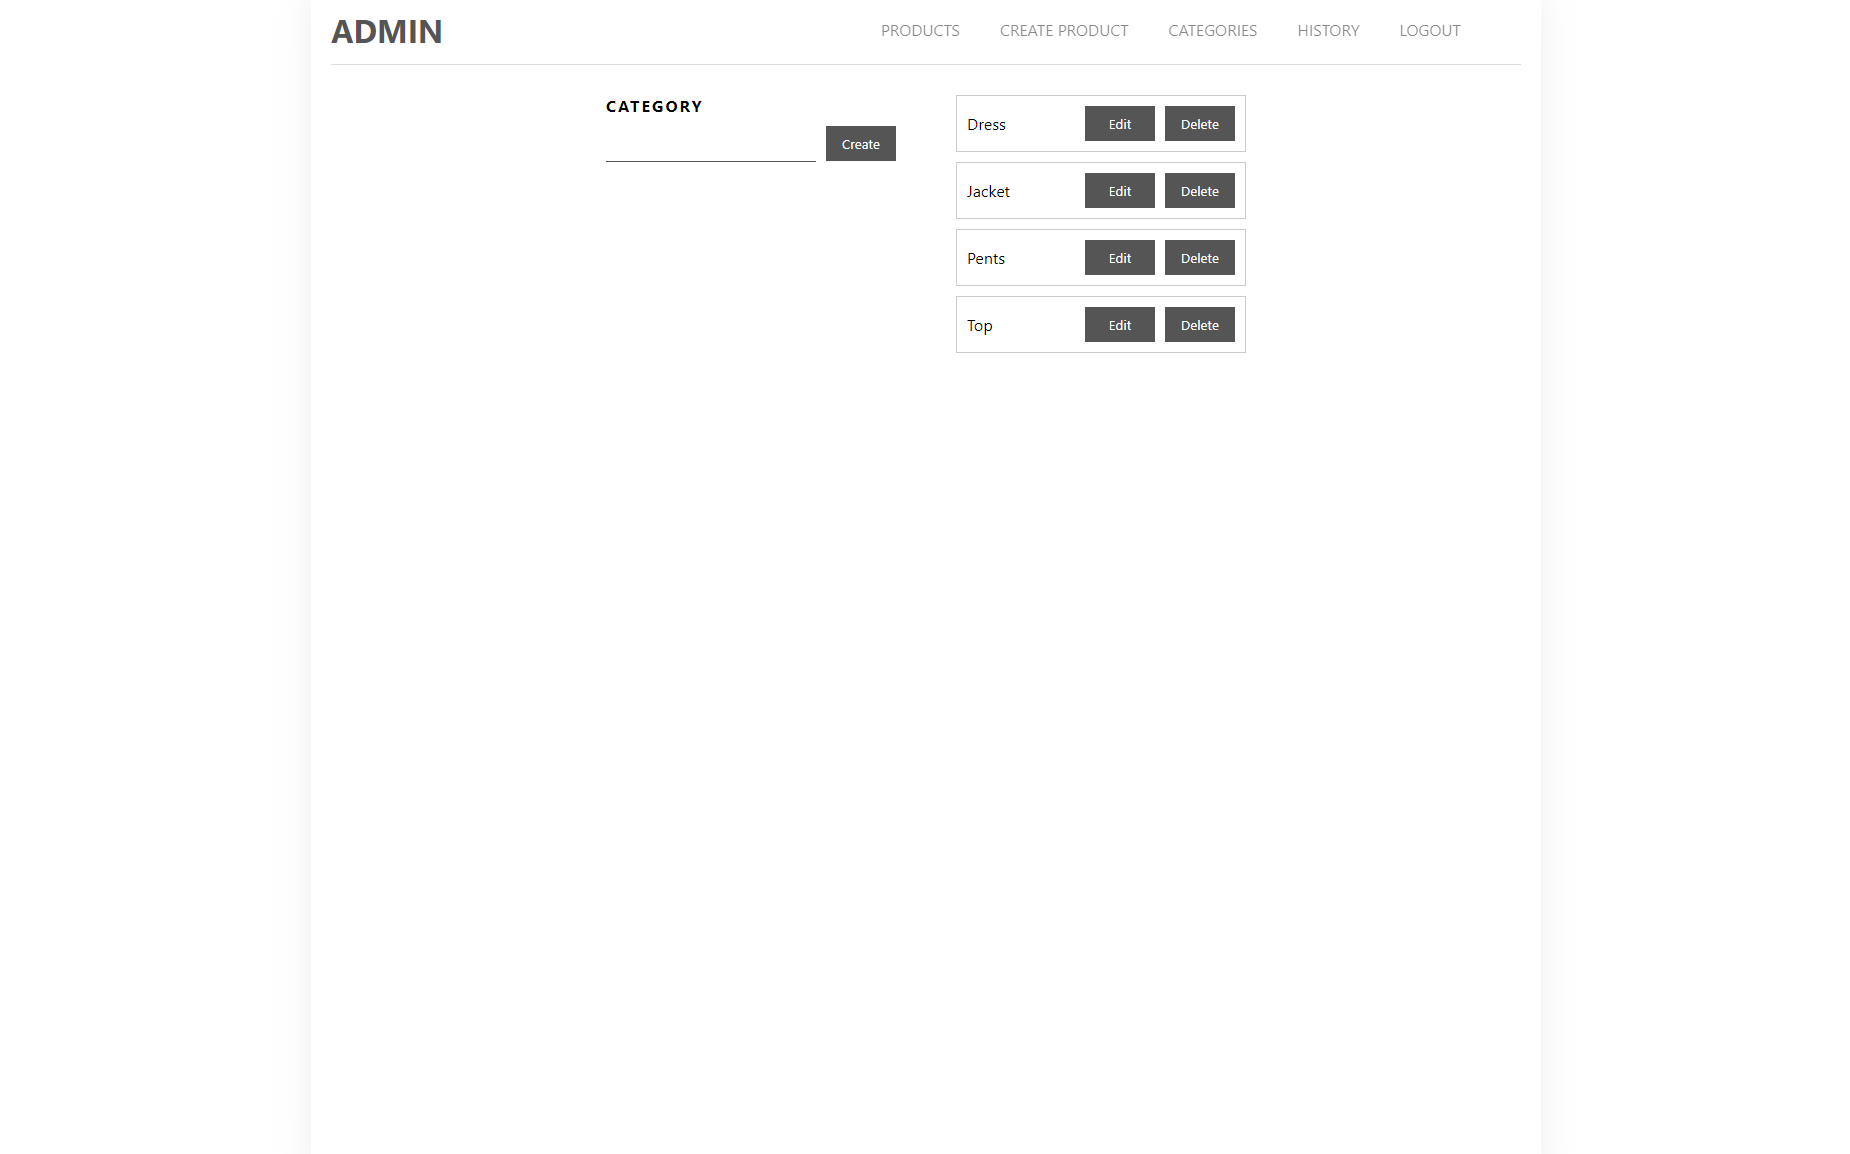 ADMIN PRODUCTS CREATE PRODUCT CATEGORIES HISTORY LOGOUT
CATEGORY
Create
Dress Edit Delete
Jacket Edit Delete
Pents Edit Delete
Top Edit Delete